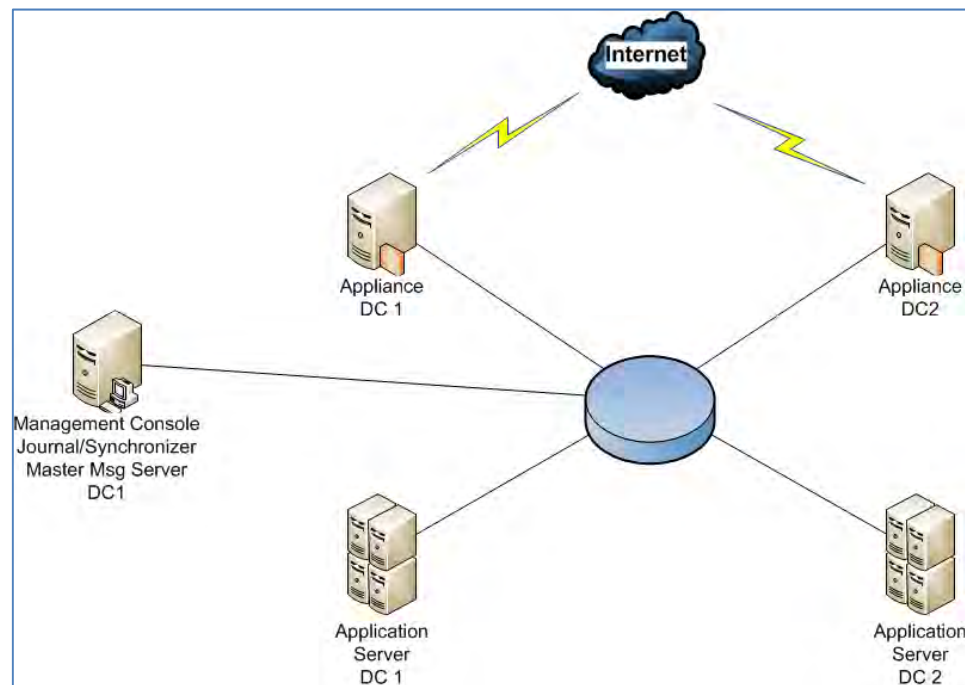 Internet
Appliance
DC 1
Appliance
DC2
Management Console
Journal/Synchronizer
Master Msg Server
DC1
Application
Server
DC 1
Application
Server
DC 2